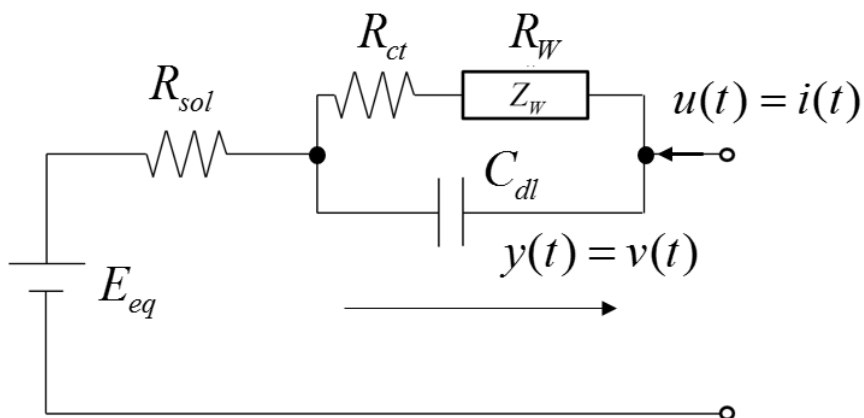 R_ct
R_W
R_sol
Z_W
u(t) = i(t)
C_dl
y(t) = v(t)
E_eq